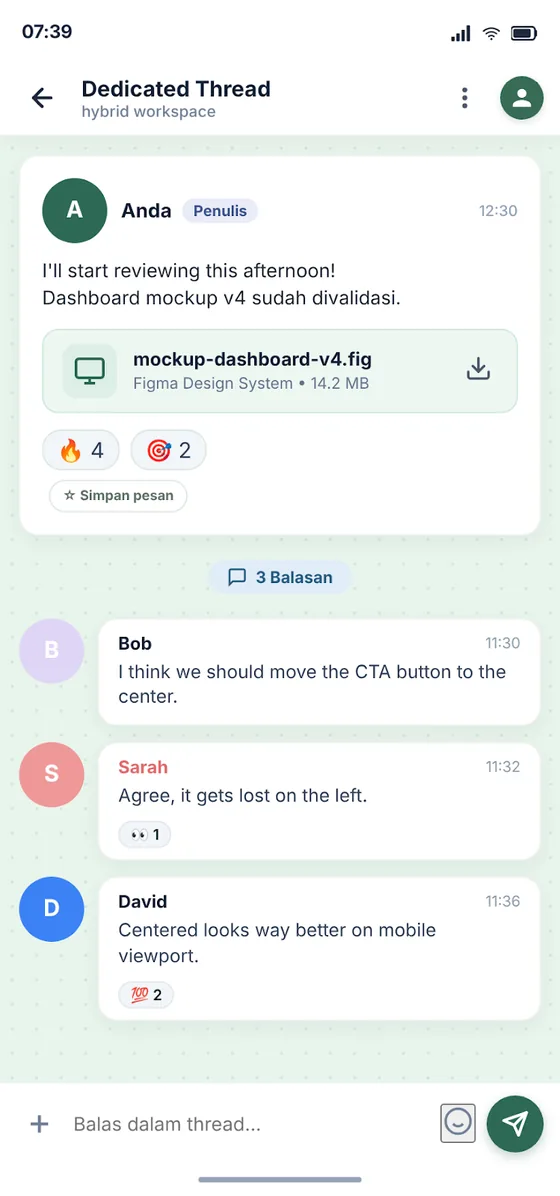 07:39
Dedicated Thread
hybrid workspace
A
Anda
Penulis
12:30
I'll start reviewing this afternoon!
Dashboard mockup v4 sudah divalidasi.
mockup-dashboard-v4.fig
Figma Design System • 14.2 MB
🔥 4
🎯 2
☆ Simpan pesan
3 Balasan
B
Bob
11:30
I think we should move the CTA button to the
center.
S
Sarah
11:32
Agree, it gets lost on the left.
👀 1
D
David
11:36
Centered looks way better on mobile
viewport.
💯 2
Balas dalam thread...